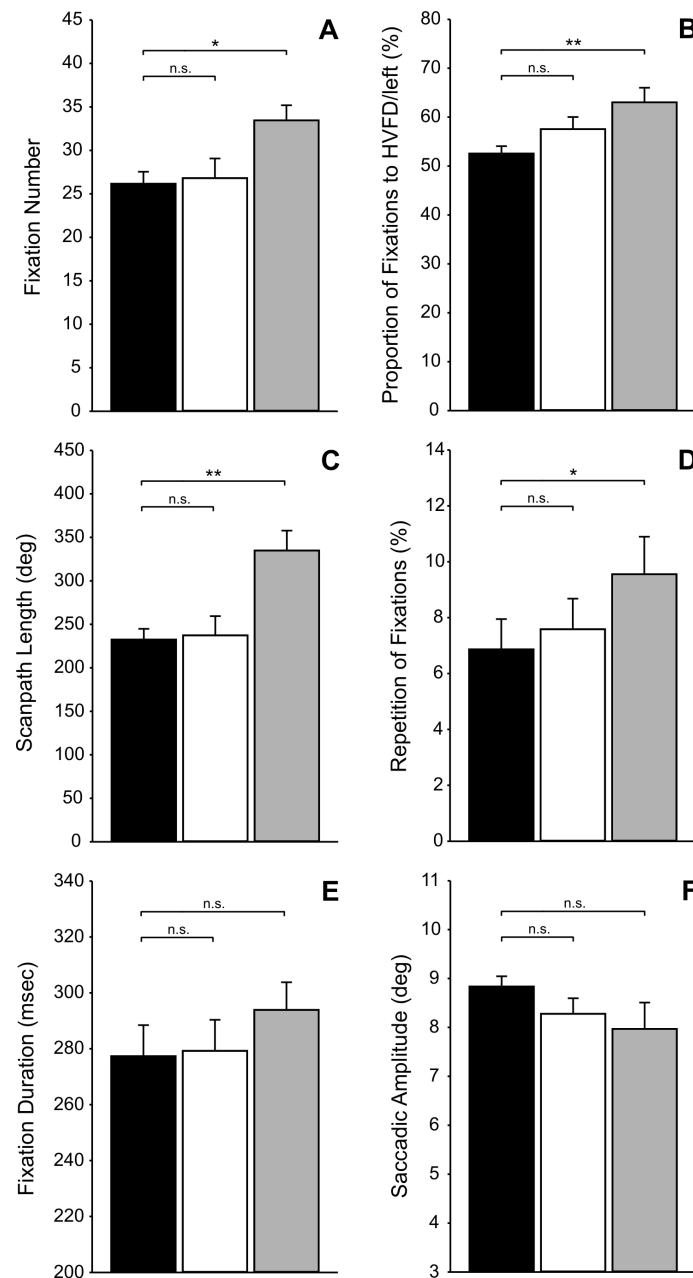 A
Fixation Number
45
40
35
30
25
20
15
10
5
0
*
n.s.
B
Proportion of Fixations to HVFD/left (%)
80
70
60
50
40
30
20
10
0
**
n.s.
C
Scanpath Length (deg)
450
400
350
300
250
200
150
100
50
0
**
n.s.
D
Repetition of Fixations (%)
14
12
10
8
6
4
2
0
*
n.s.
E
Fixation Duration (msec)
340
320
300
280
260
240
220
200
n.s.
n.s.
F
Saccadic Amplitude (deg)
11
10
9
8
7
6
5
4
3
n.s.
n.s.